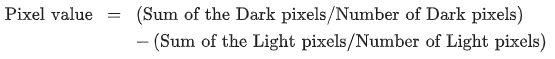 Pixel value = (Sum of the Dark pixels/Number of Dark pixels)
− (Sum of the Light pixels/Number of Light pixels)